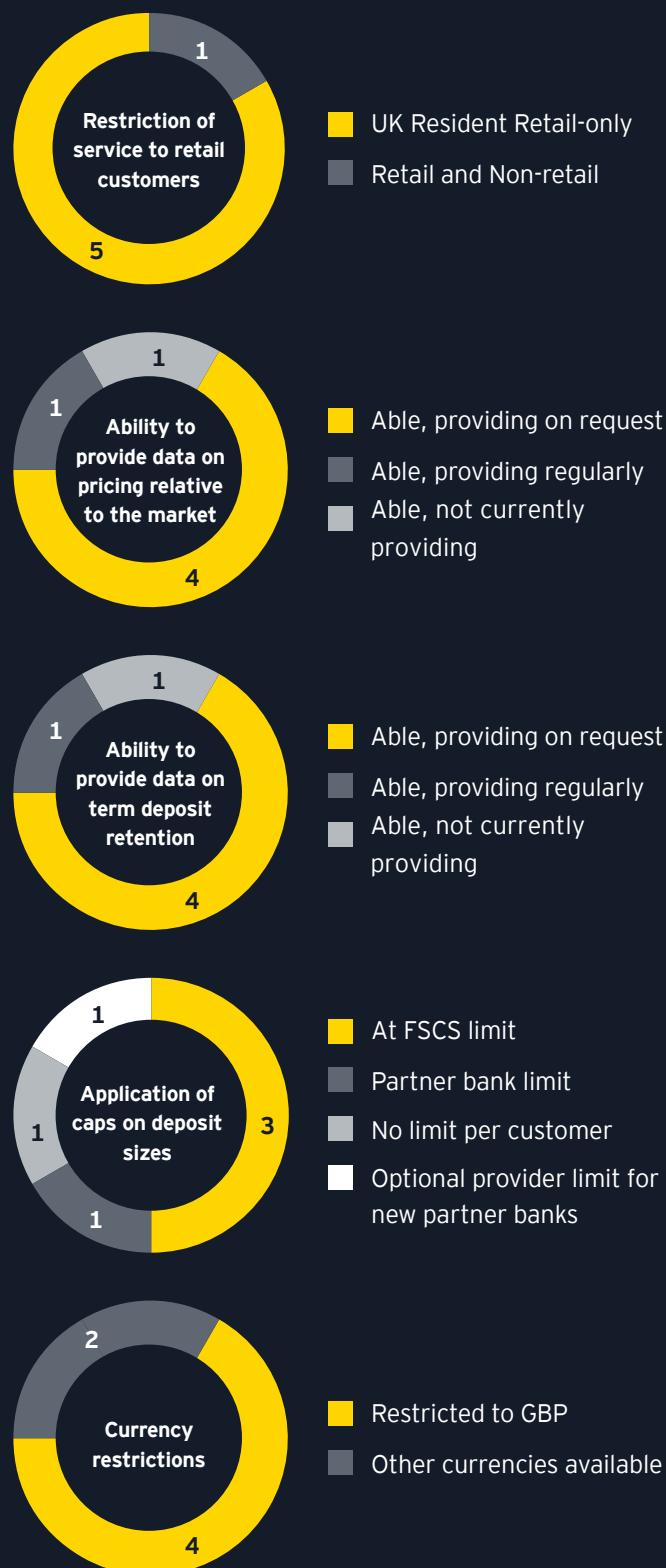 1
Restriction of
service to retail
customers
5
UK Resident Retail-only
Retail and Non-retail
1
1
Ability to
provide data on
pricing relative
to the market
4
Able, providing on request
Able, providing regularly
Able, not currently
providing
1
1
Ability to
provide data on
term deposit
retention
4
Able, providing on request
Able, providing regularly
Able, not currently
providing
1
Application of
caps on deposit
sizes
3
1
1
At FSCS limit
Partner bank limit
No limit per customer
Optional provider limit for
new partner banks
2
Currency
restrictions
4
Restricted to GBP
Other currencies available